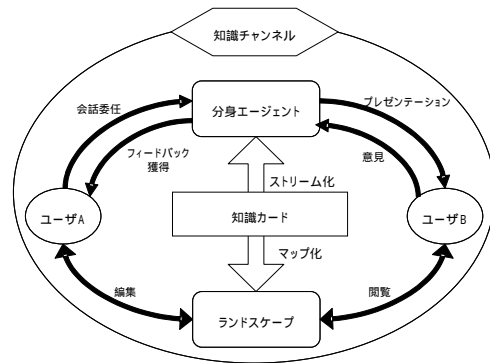 知識チャンネル
会話委任
分身エージェント
プレゼンテーション
フィードバック
獲得
意見
ストリーム化
ユーザA
知識カード
ユーザB
マップ化
編集
閲覧
ランドスケープ